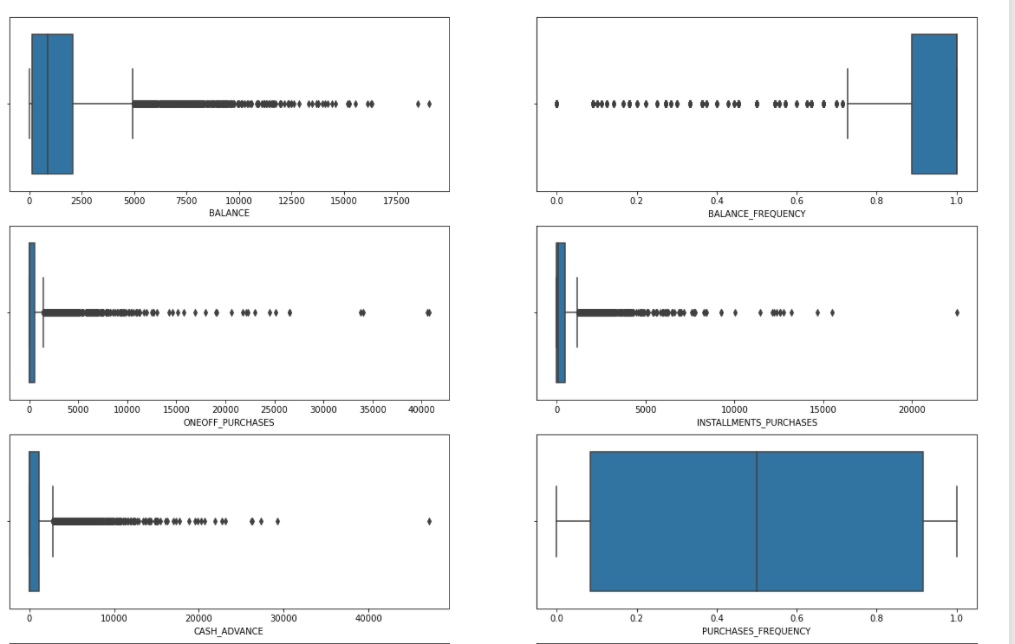 0 2500 5000 7500 10000 12500 15000 17500
BALANCE
0.0 0.2 0.4 0.6 0.8 1.0
BALANCE_FREQUENCY
0 5000 10000 15000 20000 25000 30000 35000 40000
ONEOFF_PURCHASES
0 5000 10000 15000 20000
INSTALLMENTS_PURCHASES
0 10000 20000 30000 40000
CASH_ADVANCE
0.0 0.2 0.4 0.6 0.8 1.0
PURCHASES_FREQUENCY